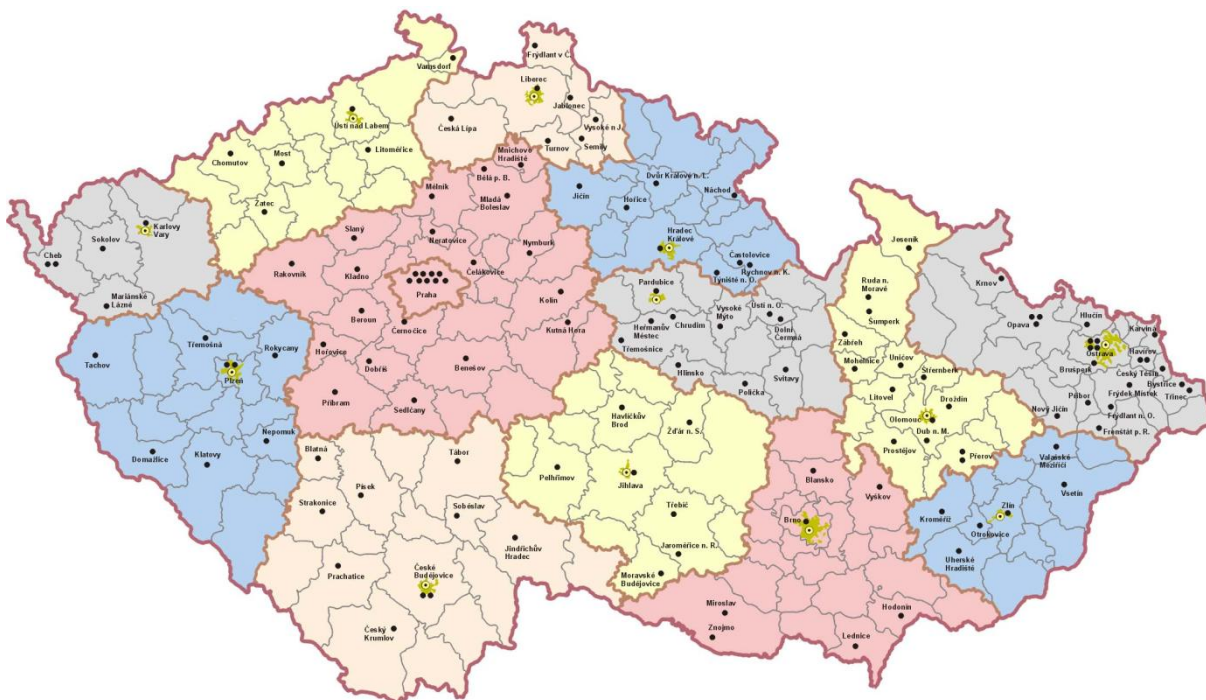 Frýdlant v Č.
Varnsdorf
Liberec
Jablonec
Ústí nad Labem
Česká Lípa
Vysoké n J.
Semily
Turnov
Chomutov
Most
Litoměřice
Mnichovo
Hradiště
Bělá p. B.
Dvůr Králové n. L.
Jičín
Náchod
Mělník
Mladá
Boleslav
Hořice
Žatec
Karlovy
Vary
Slaný
Neratovice
Hradec
Králové
Jeseník
Sokolov
Cheb
Nymburk
Častolovice
Rychnov n. K.
Týniště n. O.
Rakovník
Kladno
Čelákovice
Praha
Pardubice
Ruda n.
Moravě
Krnov
Mariánské
Lázně
Kolín
Vysoké
Mýto
Ústí n. O.
Opava
Hlučín
Beroun
Černočice
Kutná Hora
Heřmanův
Městec
Chrudim
Dolní
Čermná
Šumperk
Karviná
Ostrava
Havířov
Třemošná
Rokycany
Hořovice
Třemošnice
Zábřeh
Mohelnice
Uničov
Český Těšín
Tachov
Plzeň
Dobříš
Benešov
Hlinsko
Svitavy
Šternberk
Brušperk
Bystřice
Třinec
Polička
Litovel
Droždín
Příbor
Frýdek Místek
Příbram
Sedlčany
Havlíčkův
Brod
Žďár n. S.
Olomouc
Dub n. M.
Nový Jičín
Frýdlant n. O.
Frenštát p. R.
Nepomuk
Domažlice
Klatovy
Blatná
Tábor
Prostějov
Přerov
Valašské
Meziříčí
Pelhřimov
Jihlava
Blansko
Vyškov
Vsetín
Písek
Strakonice
Soběslav
Třebíč
Brno
Kroměříž
Zlín
Otrokovice
Jindřichův
Hradec
Jaroměřice n. R.
Uherské
Hradiště
Prachatice
České
Budějovice
Moravské
Budějovice
Miroslav
Znojmo
Hodonín
Lednice
Český
Krumlov